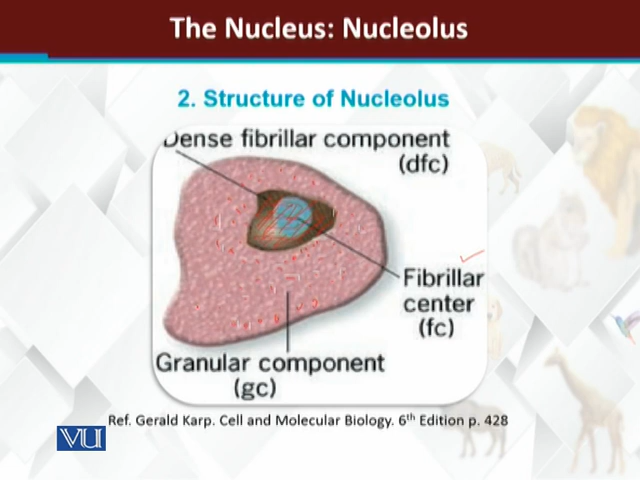 The Nucleus: Nucleolus
2. Structure of Nucleolus
Dense fibrillar component
(dfc)
Fibrillar
center
(fc)
Granular component
(gc)
Ref. Gerald Karp. Cell and Molecular Biology. 6th Edition p. 428
VU